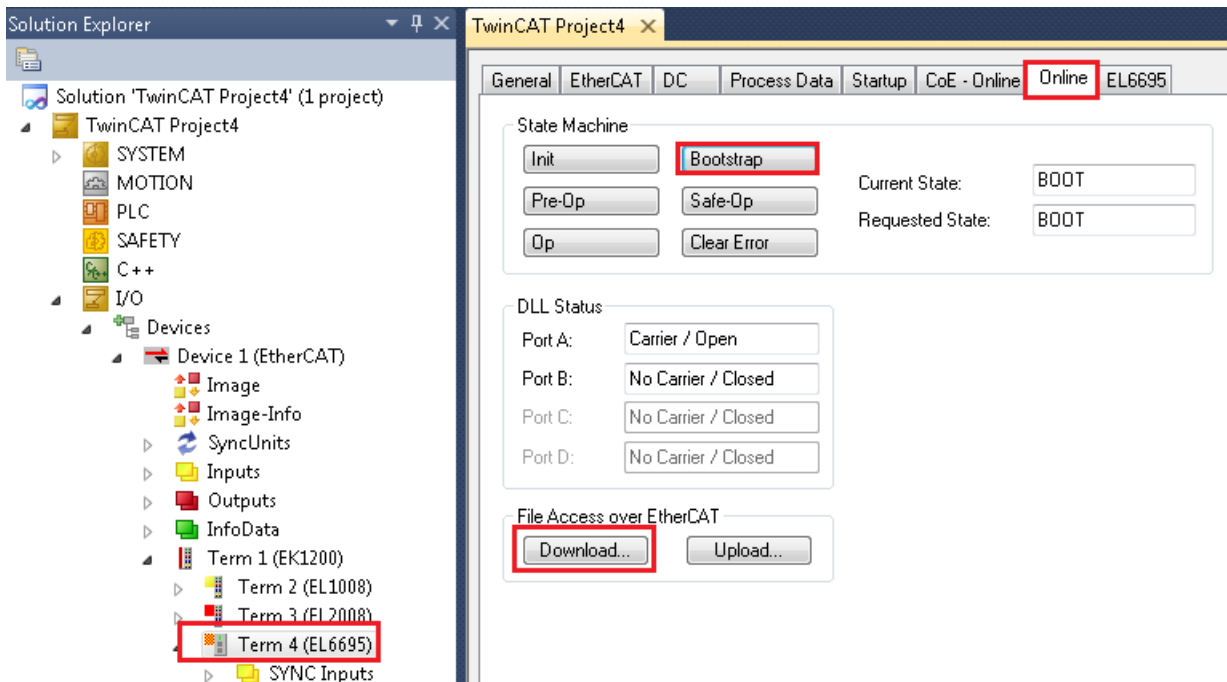 Solution Explorer
Solution 'TwinCAT Project4' (1 project)
TwinCAT Project4
SYSTEM
MOTION
PLC
SAFETY
C++
I/O
Devices
Device 1 (EtherCAT)
Image
Image-Info
SyncUnits
Inputs
Outputs
InfoData
Term 1 (EK1200)
Term 2 (EL1008)
Term 3 (EL2008)
Term 4 (EL6695)
SYNC Inputs
TwinCAT Project4
General EtherCAT DC Process Data Startup CoE - Online Online EL6695
State Machine
Init Bootstrap
Pre-Op Safe-Op
Op Clear Error
Current State: BOOT
Requested State: BOOT
DLL Status
Port A: Carrier / Open
Port B: No Carrier / Closed
Port C: No Carrier / Closed
Port D: No Carrier / Closed
File Access over EtherCAT
Download... Upload...